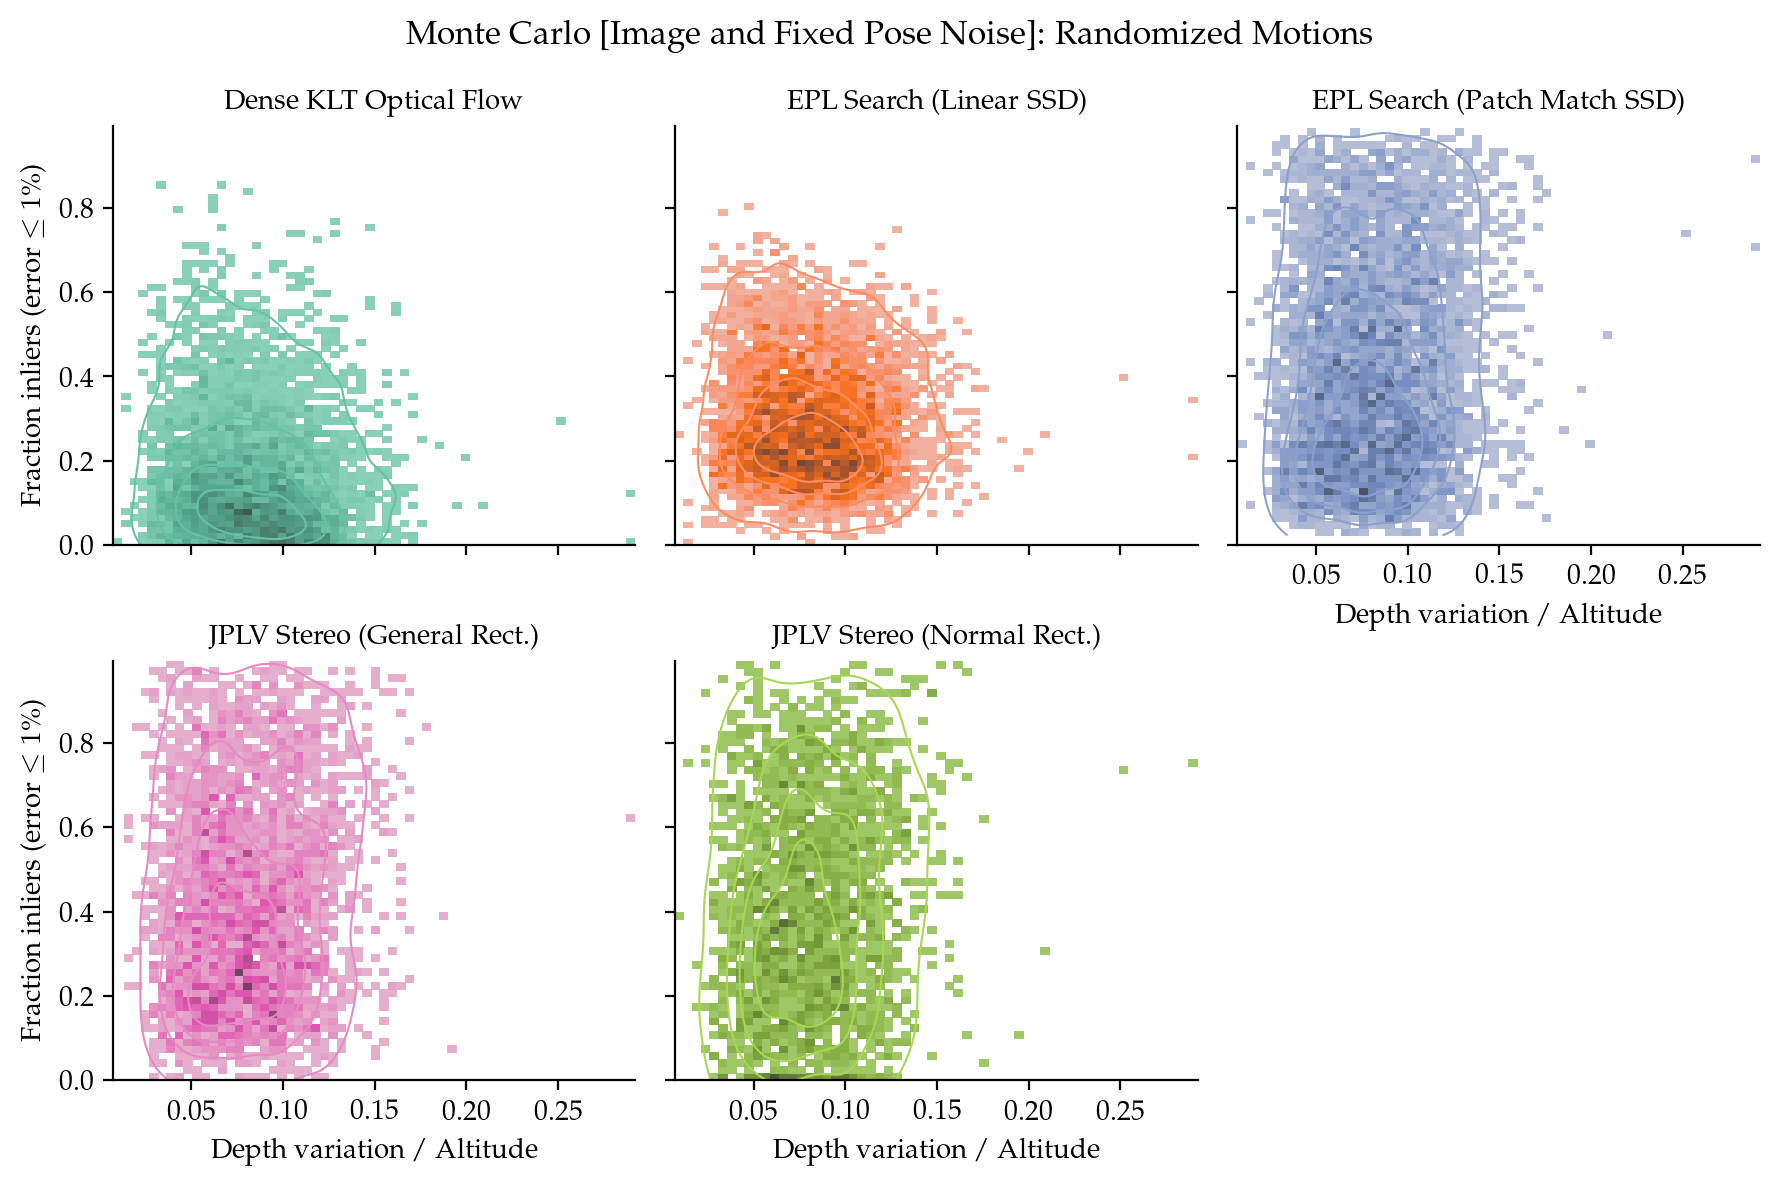 Monte Carlo [Image and Fixed Pose Noise]: Randomized Motions
Dense KLT Optical Flow
EPL Search (Linear SSD)
EPL Search (Patch Match SSD)
Fraction inliers (error ≤ 1%)
0.8
0.6
0.4
0.2
0.0
0.05 0.10 0.15 0.20 0.25
Depth variation / Altitude
JPLV Stereo (General Rect.)
JPLV Stereo (Normal Rect.)
Fraction inliers (error ≤ 1%)
0.8
0.6
0.4
0.2
0.0
0.05 0.10 0.15 0.20 0.25
Depth variation / Altitude
0.05 0.10 0.15 0.20 0.25
Depth variation / Altitude